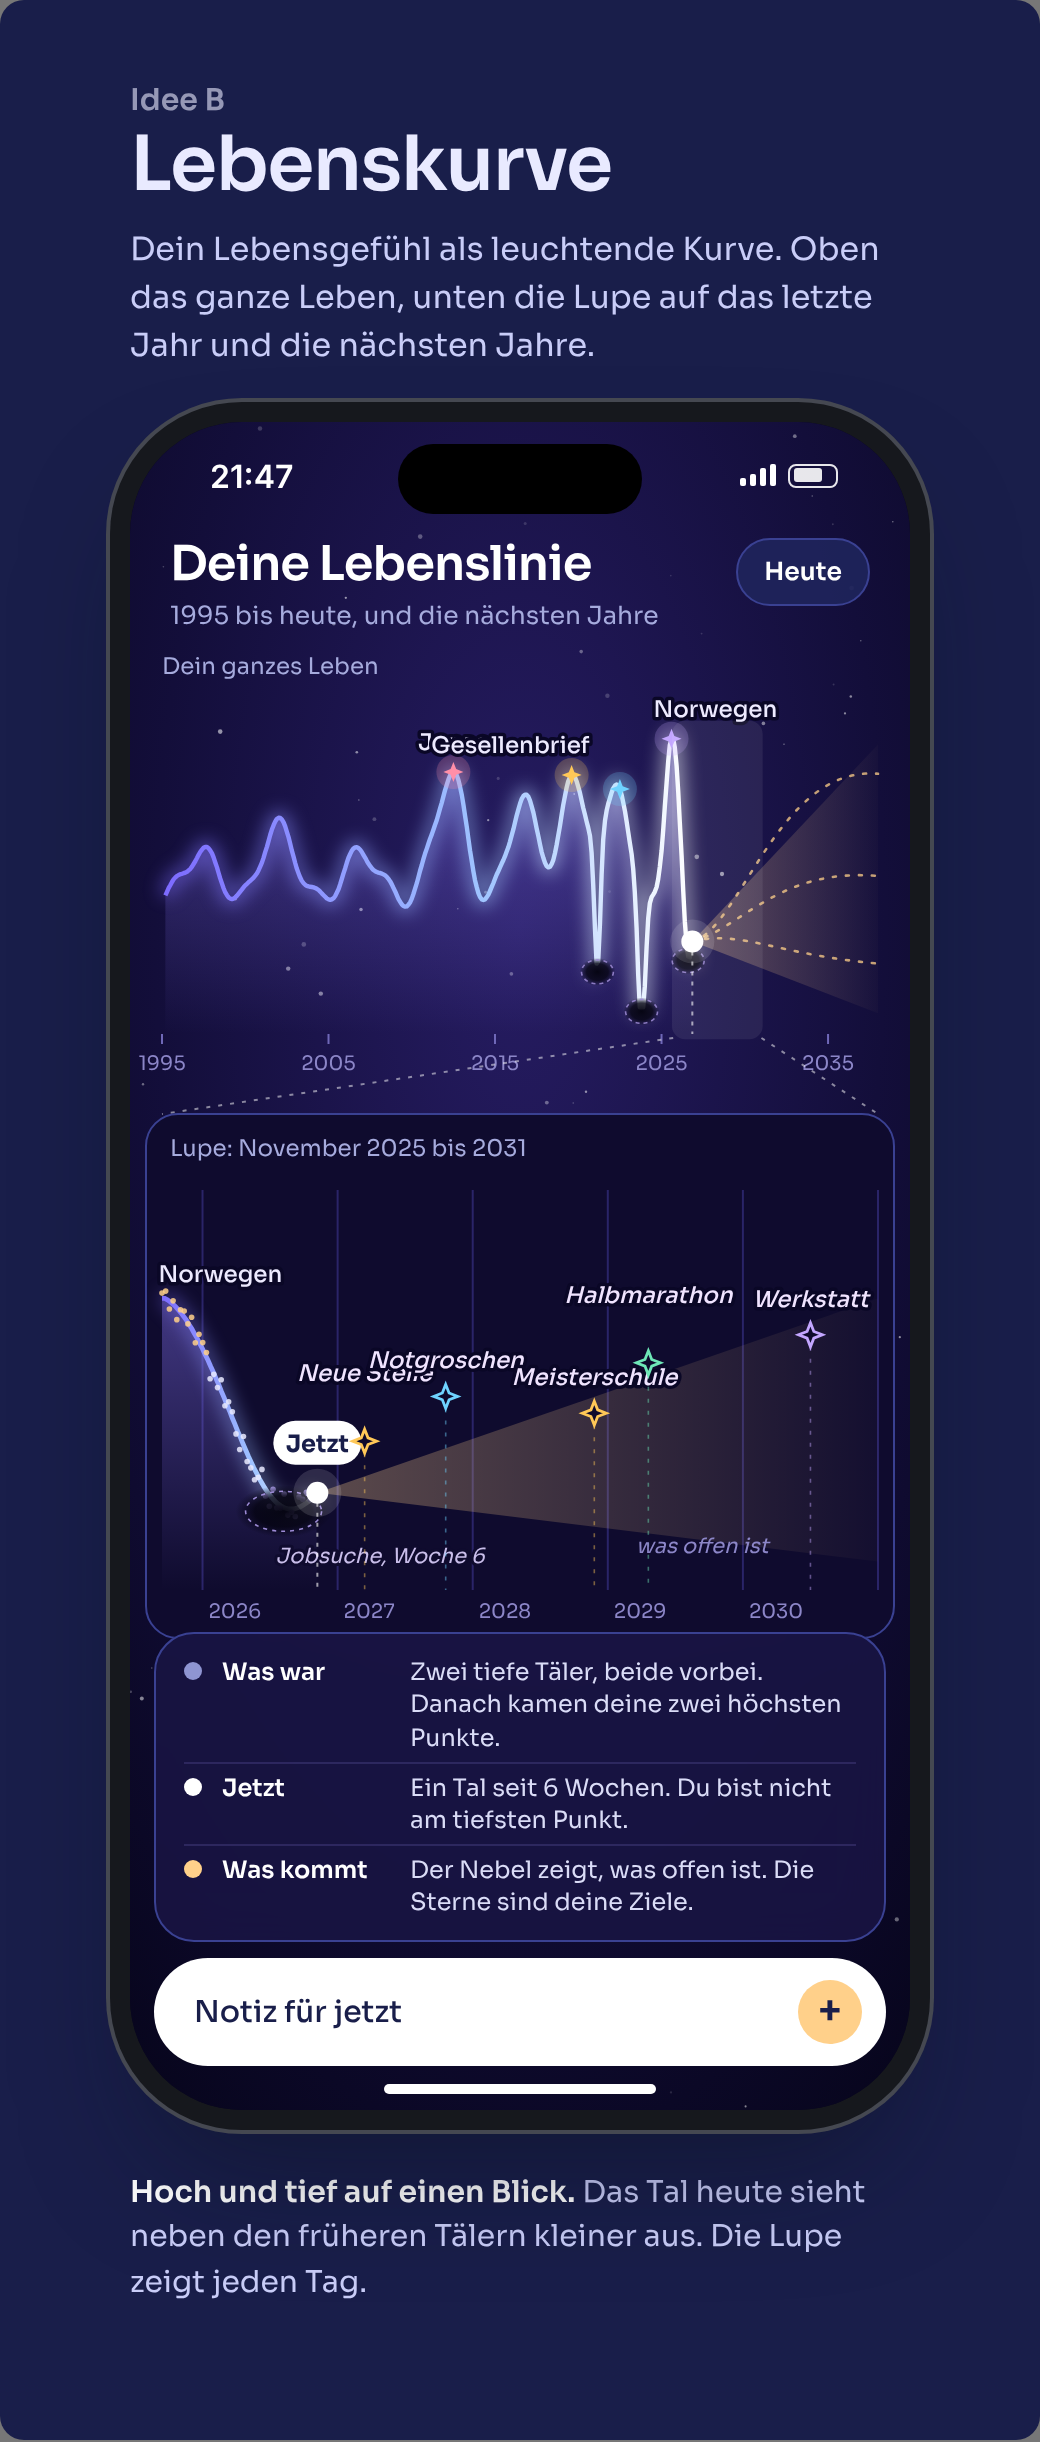 Idee B
Lebenskurve
Dein Lebensgefühl als leuchtende Kurve. Oben
das ganze Leben, unten die Lupe auf das letzte
Jahr und die nächsten Jahre.
21:47
Deine Lebenslinie
Heute
1995 bis heute, und die nächsten Jahre
Dein ganzes Leben
Norwegen
Gesellenbrief
1995 2005 2015 2025 2035
Lupe: November 2025 bis 2031
Norwegen
Halbmarathon
Werkstatt
Notgroschen
Neue Stelle
Meisterschule
Jetzt
Jobsuche, Woche 6
was offen ist
2026 2027 2028 2029 2030
Was war
Zwei tiefe Täler, beide vorbei.
Danach kamen deine zwei höchsten
Punkte.
Jetzt
Ein Tal seit 6 Wochen. Du bist nicht
am tiefsten Punkt.
Was kommt
Der Nebel zeigt, was offen ist. Die
Sterne sind deine Ziele.
Notiz für jetzt
+
Hoch und tief auf einen Blick. Das Tal heute sieht
neben den früheren Tälern kleiner aus. Die Lupe
zeigt jeden Tag.